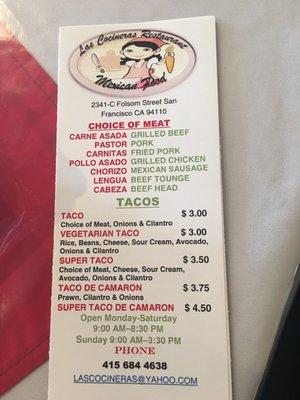 Las Cocineras Restaurant
Mexican Food
2341-C Folsom Street San
Francisco CA 94110
CHOICE OF MEAT
CARNE ASADA GRILLED BEEF
PASTOR PORK
CARNITAS FRIED PORK
POLLO ASADO GRILLED CHICKEN
CHORIZO MEXICAN SAUSAGE
LENGUA BEEF TOUNGE
CABEZA BEEF HEAD
TACOS
TACO $ 3.00
Choice of Meat, Onions & Cilantro
VEGETARIAN TACO $ 3.00
Rice, Beans, Cheese, Sour Cream, Avocado,
Onions & Cilantro
SUPER TACO $ 3.50
Choice of Meat, Cheese, Sour Cream,
Avocado, Onions & Cilantro
TACO DE CAMARON $ 3.75
Prawn, Cilantro & Onions
SUPER TACO DE CAMARON $ 4.50
Open Monday-Saturday
9:00 AM–8:30 PM
Sunday 9:00 AM–3:30 PM
PHONE
415 684 4638
LASCOCINERAS@YAHOO.COM